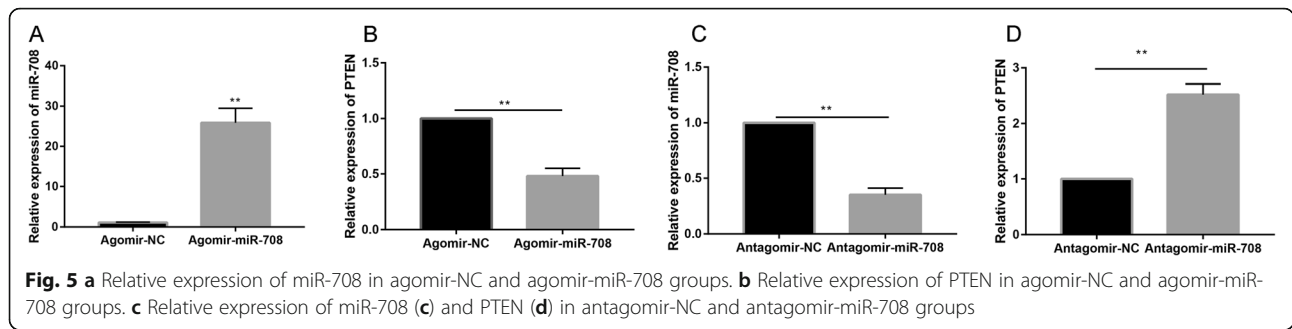 A
Relative expression of miR-708
40
30
20
10
0
**
Agomir-NC
Agomir-miR-708
B
Relative expression of PTEN
1.5
1.0
0.5
0.0
**
Agomir-NC
Agomir-miR-708
C
Relative expression of miR-708
1.5
1.0
0.5
0.0
**
Antagomir-NC
Antagomir-miR-708
D
Relative expression of PTEN
3
2
1
0
**
Antagomir-NC
Antagomir-miR-708
Fig. 5 a Relative expression of miR-708 in agomir-NC and agomir-miR-708 groups. b Relative expression of PTEN in agomir-NC and agomir-miR-
708 groups. c Relative expression of miR-708 (c) and PTEN (d) in antagomir-NC and antagomir-miR-708 groups